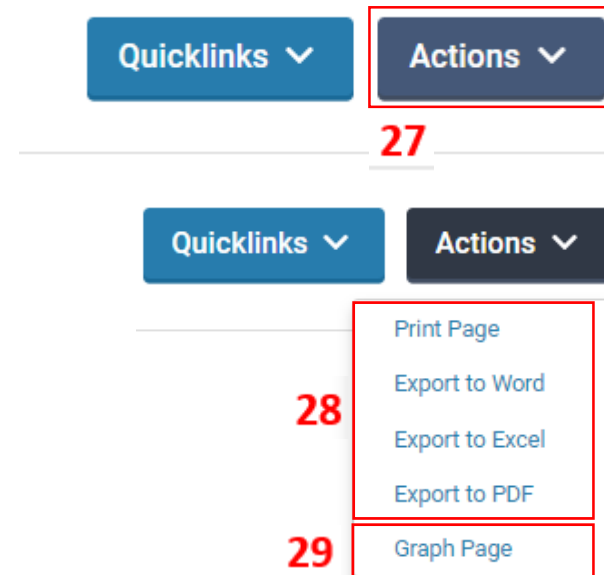 Quicklinks Actions
27
Quicklinks Actions
Print Page
Export to Word
28
Export to Excel
Export to PDF
29 Graph Page